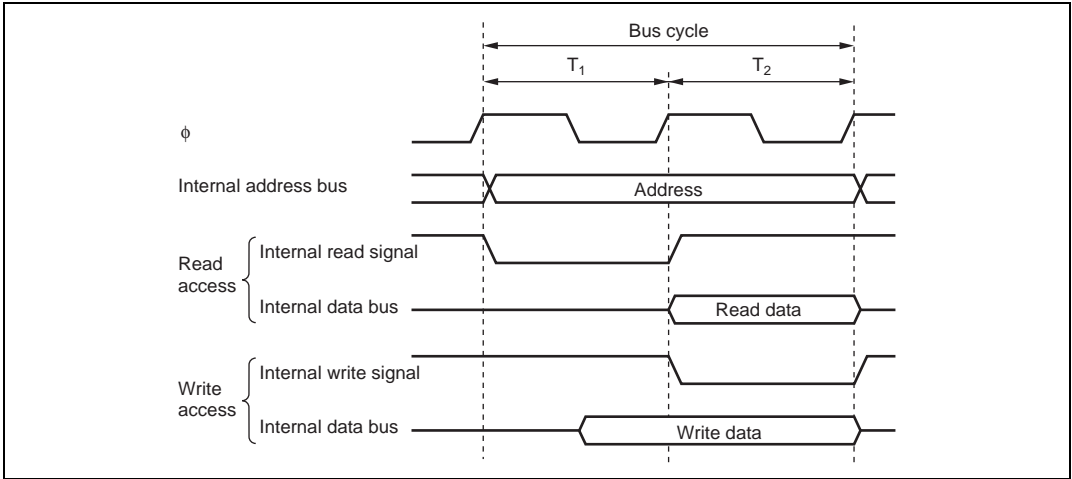 Bus cycle
T1 T2
φ
Internal address bus Address
Read access
Internal read signal
Internal data bus Read data
Write access
Internal write signal
Internal data bus Write data